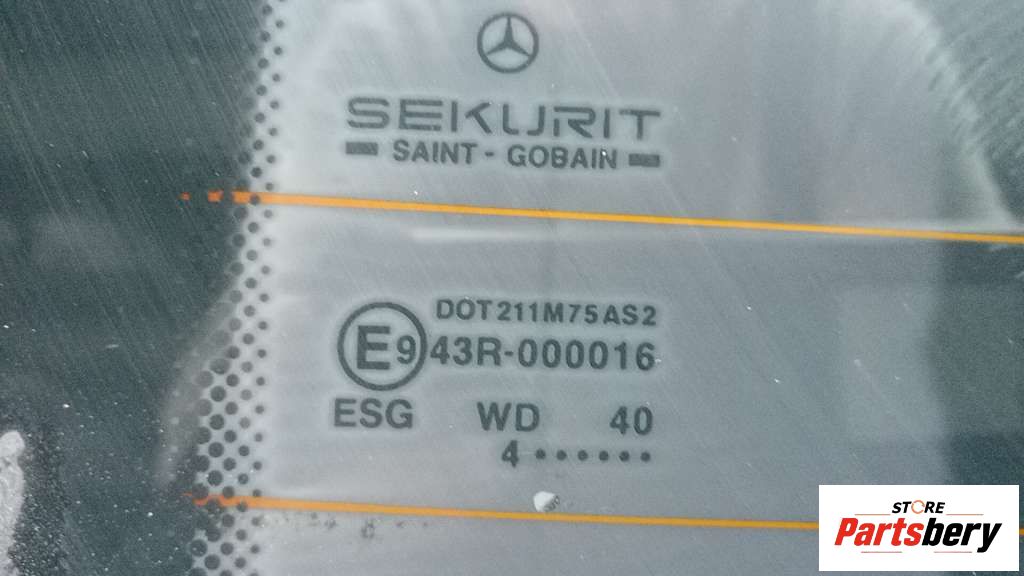 SEKURIT
SAINT - GOBAIN
DOT211M75AS2
E9 43R-000016
ESG WD 40
4••••••
STORE
Partsbery